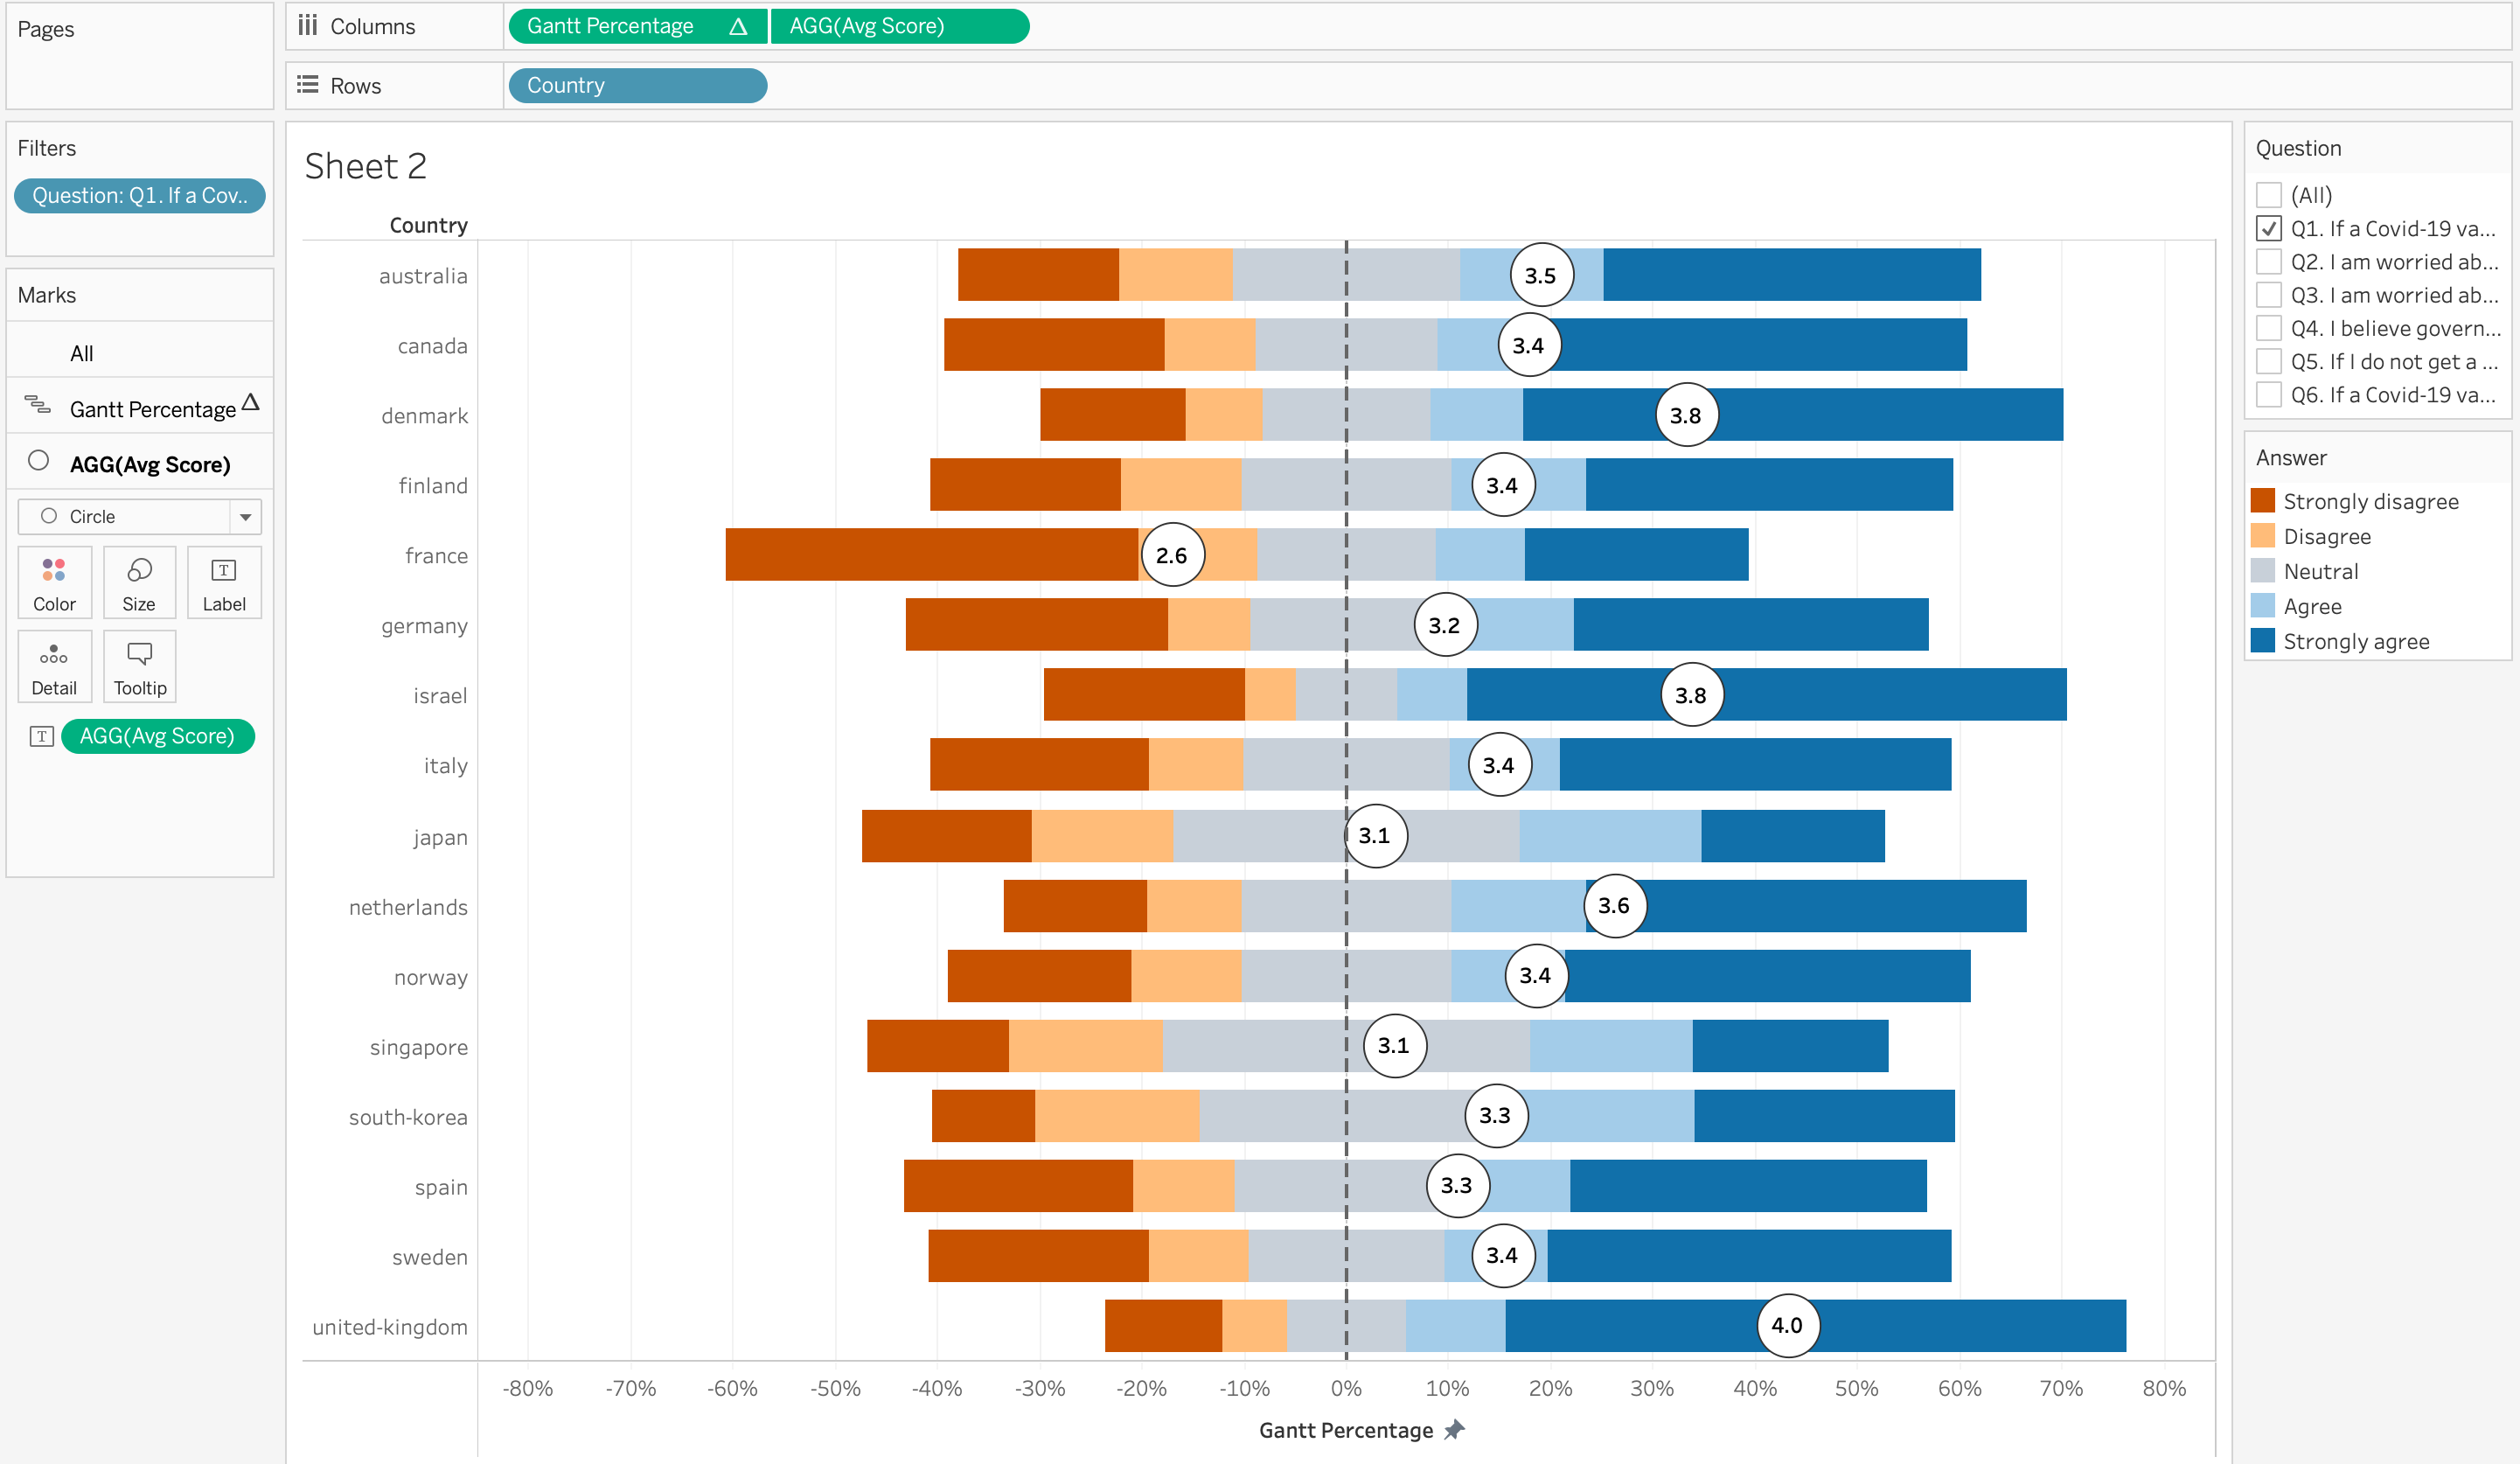 Pages
Columns
Gantt Percentage Δ
AGG(Avg Score)
Rows
Country
Filters
Question: Q1. If a Cov..
Marks
All
Gantt Percentage Δ
AGG(Avg Score)
Circle
Color
Size
Label
Detail
Tooltip
T AGG(Avg Score)
Sheet 2
Country
australia 3.5
canada 3.4
denmark 3.8
finland 3.4
france 2.6
germany 3.2
israel 3.8
italy 3.4
japan 3.1
netherlands 3.6
norway 3.4
singapore 3.1
south-korea 3.3
spain 3.3
sweden 3.4
united-kingdom 4.0
-80% -70% -60% -50% -40% -30% -20% -10% 0% 10% 20% 30% 40% 50% 60% 70% 80%
Gantt Percentage
Question
(All)
Q1. If a Covid-19 va...
Q2. I am worried ab...
Q3. I am worried ab...
Q4. I believe govern...
Q5. If I do not get a ...
Q6. If a Covid-19 va...
Answer
Strongly disagree
Disagree
Neutral
Agree
Strongly agree